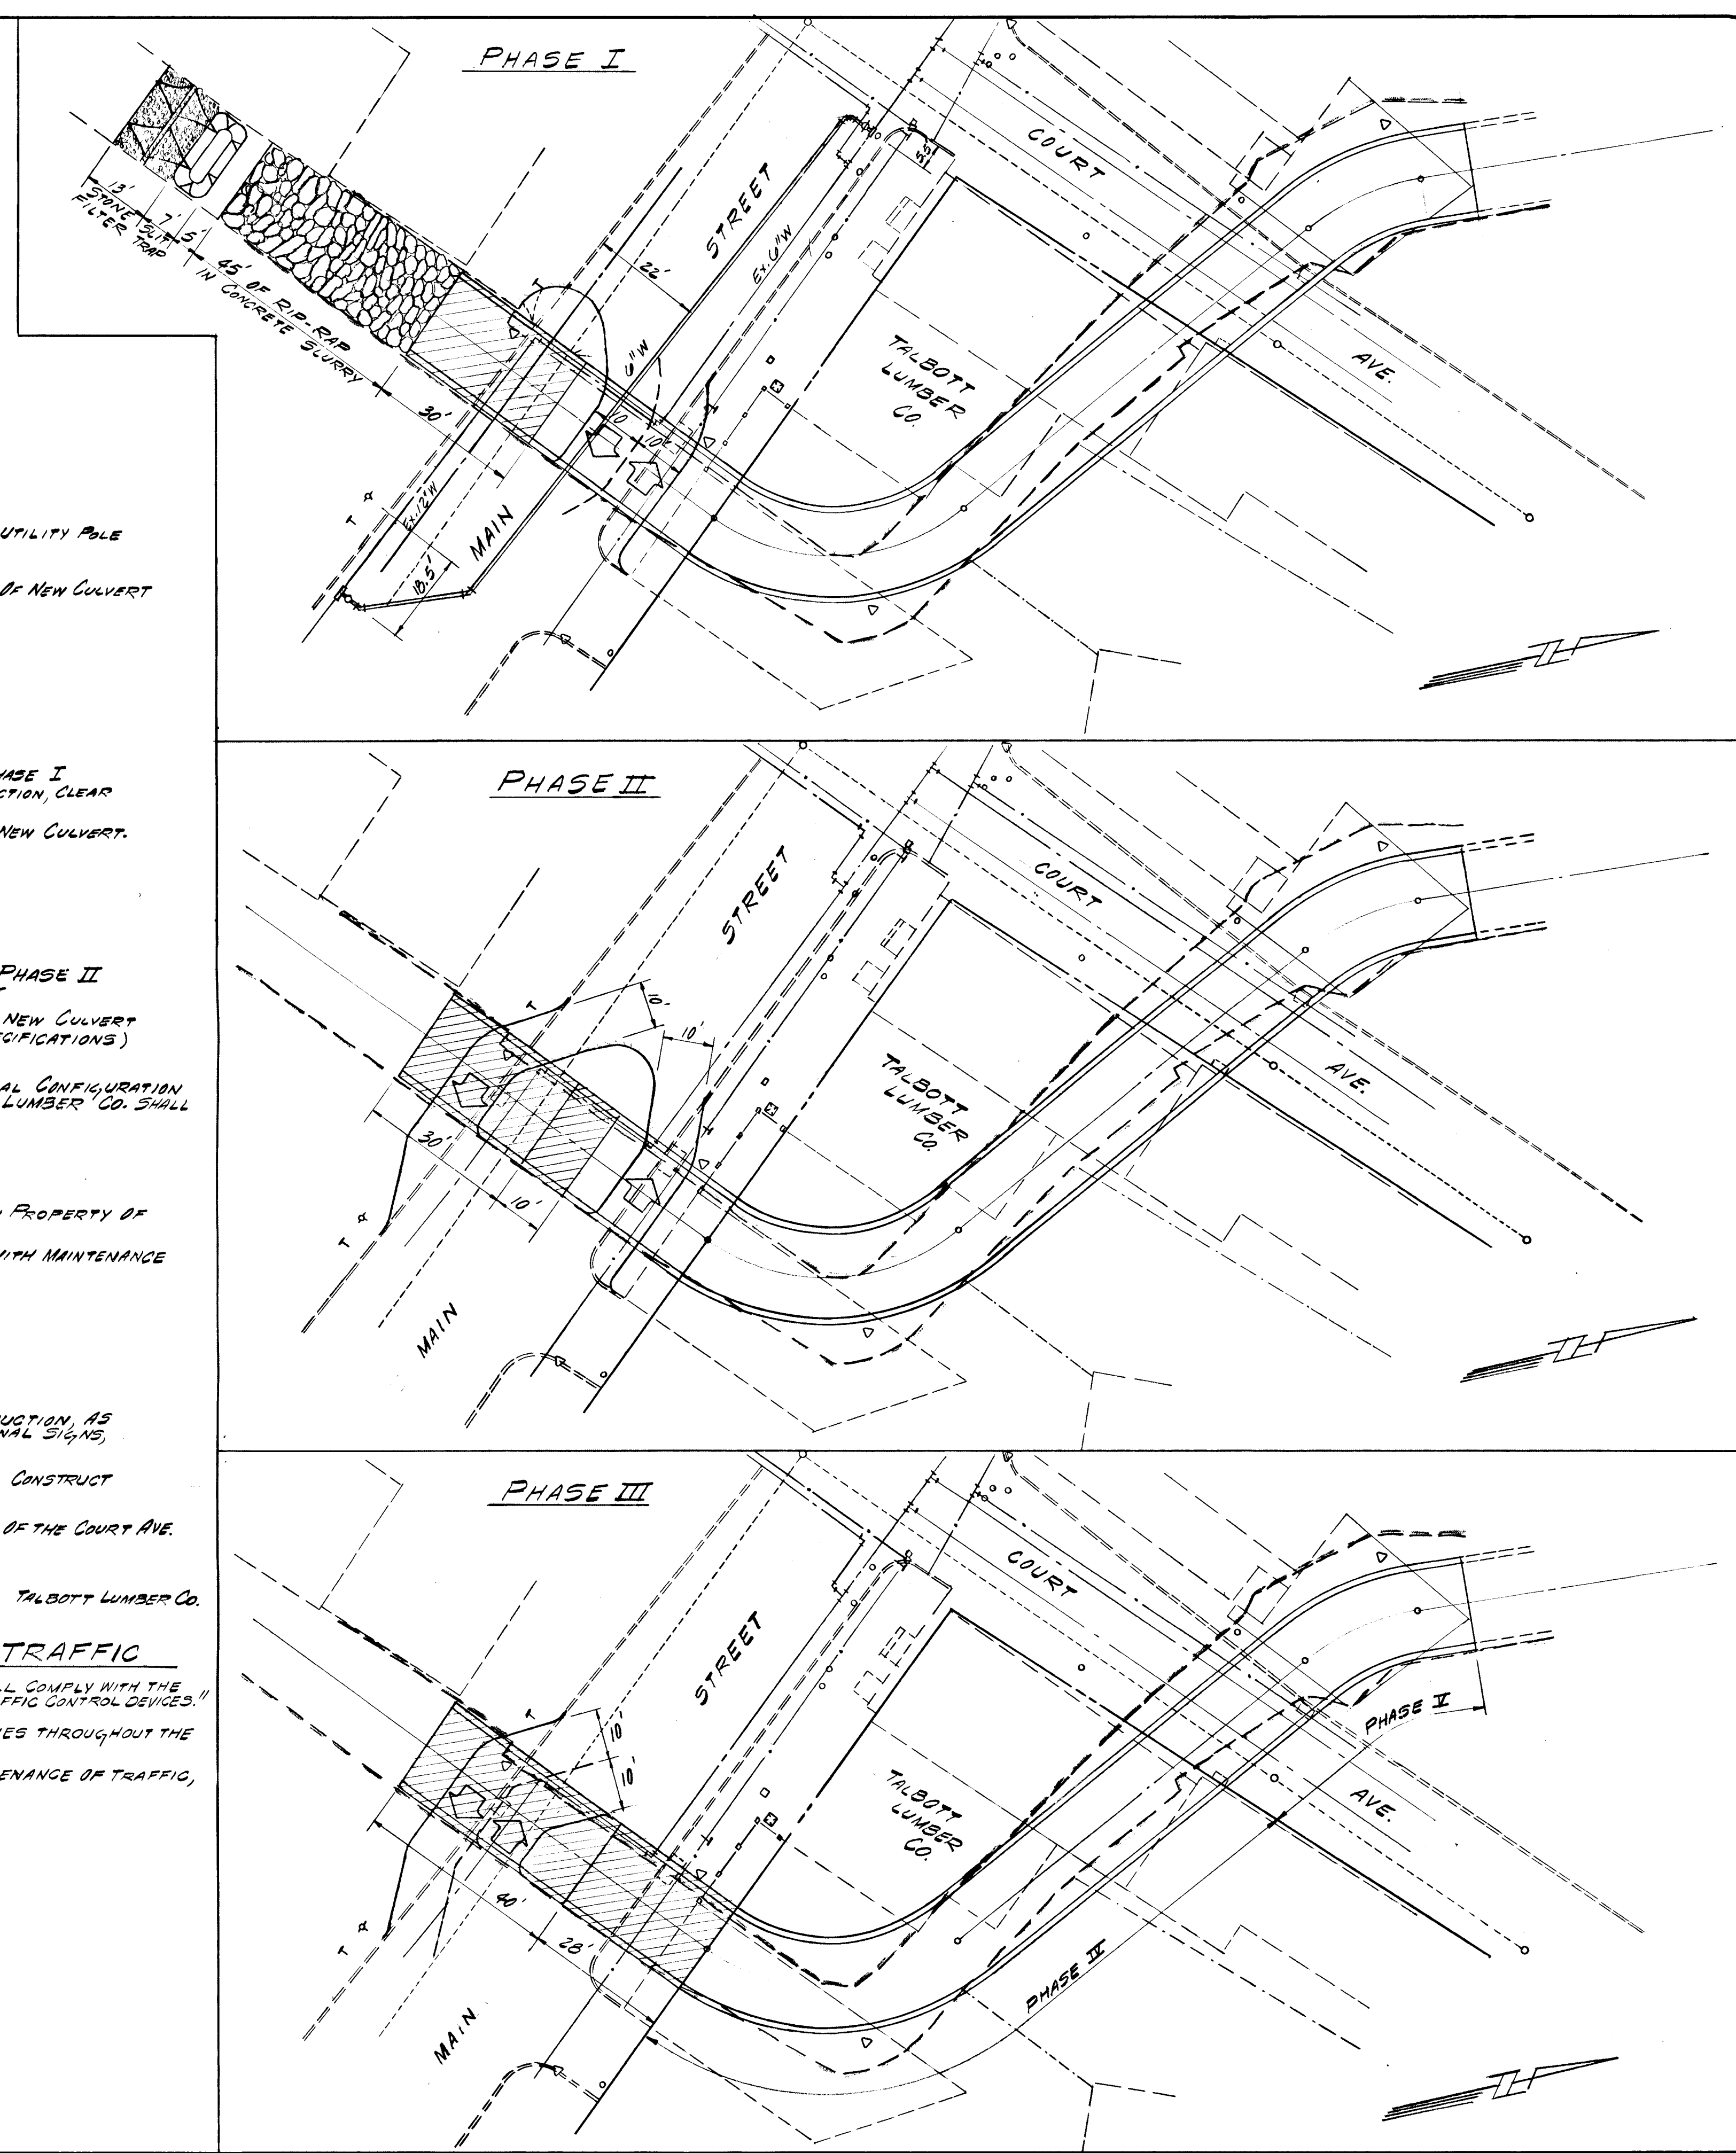 UTILITY POLE
OF NEW CULVERT
PHASE I
CTION, CLEAR
NEW CULVERT.
PHASE II
NEW CULVERT
CIFICATIONS)
AL CONFIGURATION
LUMBER CO. SHALL
PROPERTY OF
WITH MAINTENANCE
UCTION, AS
NAL SIGNS,
CONSTRUCT
OF THE COURT AVE.
TALBOTT LUMBER CO.
TRAFFIC
LL COMPLY WITH THE
FFIC CONTROL DEVICES."
ES THROUGHOUT THE
ENANCE OF TRAFFIC,
PHASE I
13'
STONE
FILTER
7'
SLIT
TRAP
5'
45' OF RIP-RAP
IN CONCRETE SLURRY
30'
EX. 12"W
18.5'
MAIN
STREET
22'
EX. 6"W
6"W
10'
10'
5.5'
COURT
AVE.
TALBOTT
LUMBER
CO.
T
T
N
PHASE II
STREET
MAIN
COURT
AVE.
TALBOTT
LUMBER
CO.
10'
10'
30'
10'
T
T
N
PHASE III
STREET
MAIN
COURT
AVE.
TALBOTT
LUMBER
CO.
10'
10'
40'
28'
T
T
PHASE IV
PHASE V
N